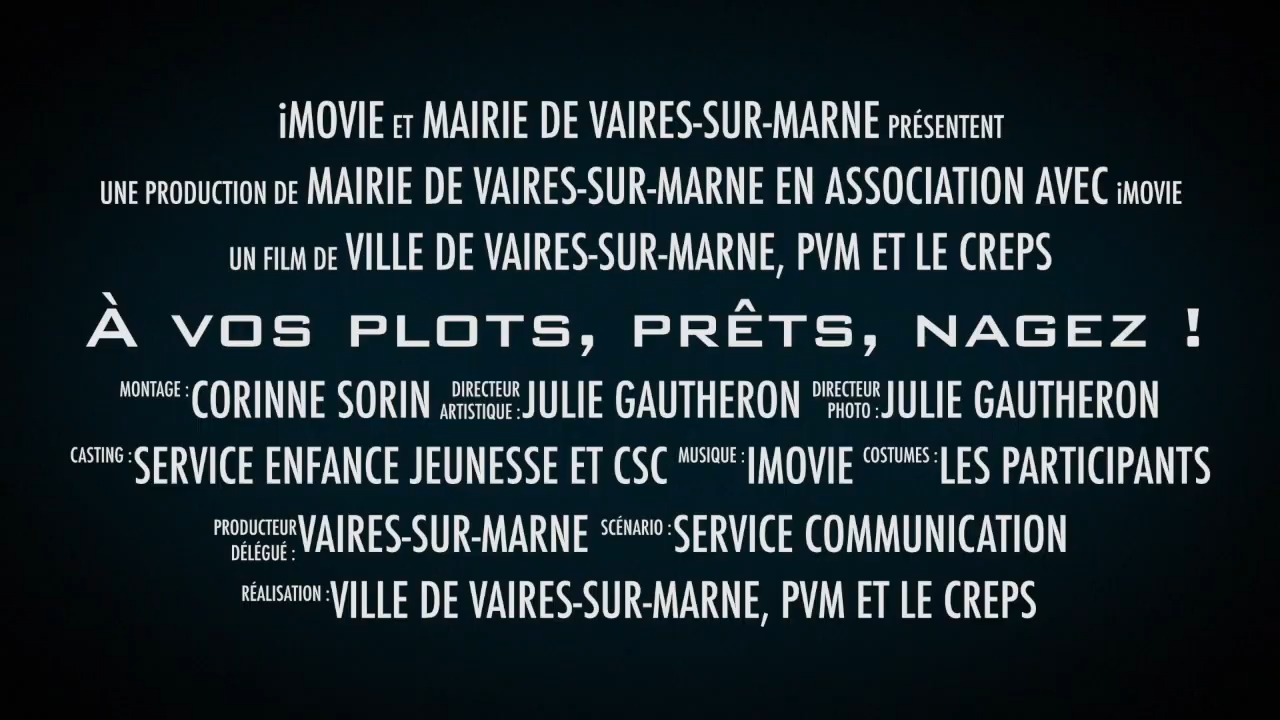 iMOVIE ET MAIRIE DE VAIRES-SUR-MARNE PRÉSENTENT
UNE PRODUCTION DE MAIRIE DE VAIRES-SUR-MARNE EN ASSOCIATION AVEC iMOVIE
UN FILM DE VILLE DE VAIRES-SUR-MARNE, PVM ET LE CREPS
À VOS PLOTS, PRÊTS, NAGEZ !
MONTAGE : CORINNE SORIN DIRECTEUR ARTISTIQUE : JULIE GAUTHERON DIRECTEUR PHOTO : JULIE GAUTHERON
CASTING : SERVICE ENFANCE JEUNESSE ET CSC MUSIQUE : IMOVIE COSTUMES : LES PARTICIPANTS
PRODUCTEUR DÉLÉGUÉ : VAIRES-SUR-MARNE SCÉNARIO : SERVICE COMMUNICATION
RÉALISATION : VILLE DE VAIRES-SUR-MARNE, PVM ET LE CREPS